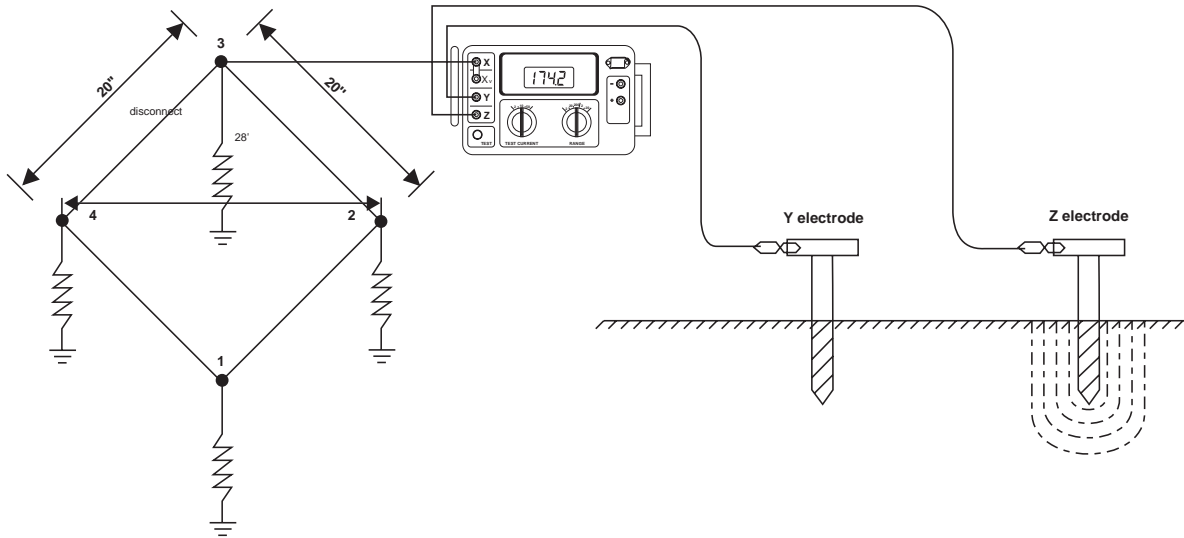 3
20"
20"
disconnect
28'
4
2
1
X
Xv
Y
Z
TEST
174.2
TEST CURRENT
RANGE
-
+
Y electrode
Z electrode